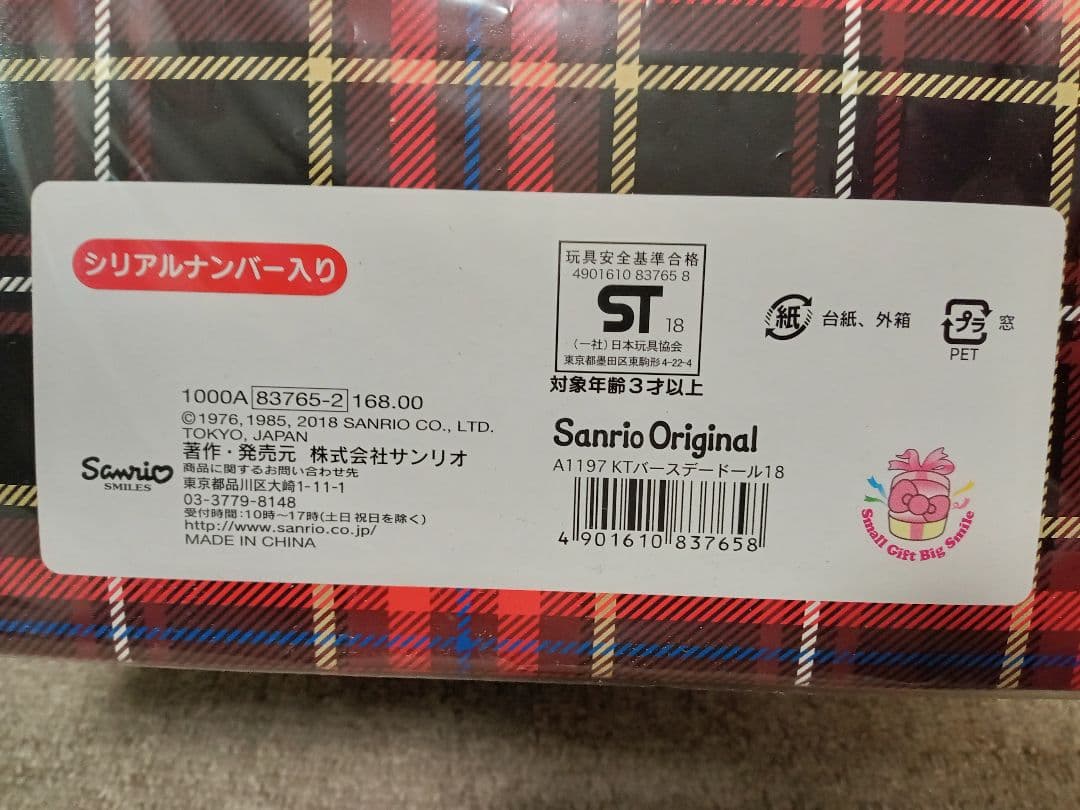 シリアルナンバー入り
玩具安全基準合格
4901610 83765 8
ST 18
(一社)日本玩具協会
東京都墨田区東駒形4-22-4
対象年齢3才以上
紙 台紙、外箱
プラ 窓
PET
1000A 83765-2 168.00
©1976,1985, 2018 SANRIO CO., LTD.
TOKYO, JAPAN
著作・発売元 株式会社サンリオ
商品に関するお問い合わせ先
東京都品川区大崎1-11-1
03-3779-8148
受付時間:10時〜17時(土日 祝日を除く)
http://www.sanrio.co.jp/
MADE IN CHINA
Sanrio
SMILES
Sanrio Original
A1197 KTバースデードール18
4 901610 837658
Small Gift Big Smile